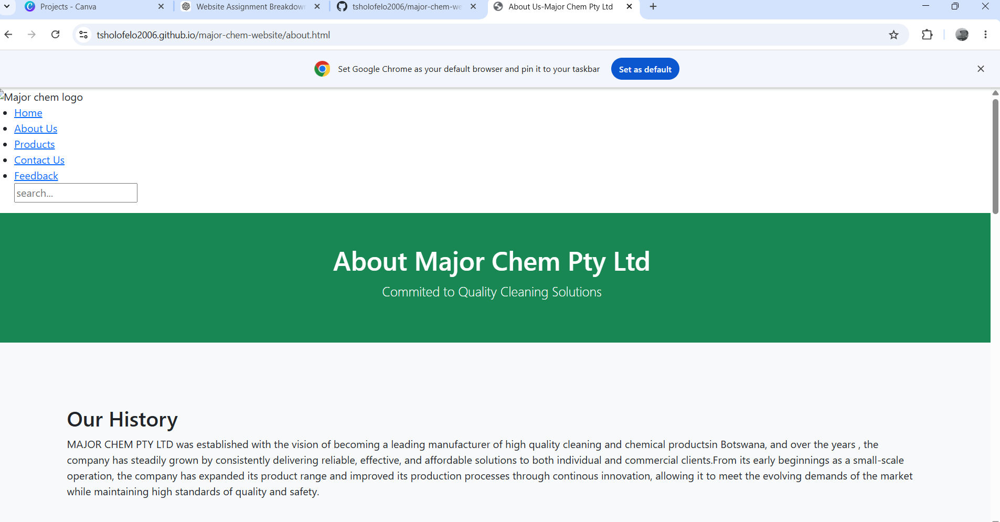 Projects - Canva
Website Assignment Breakdown
tsholofelo2006/major-chem-we
About Us-Major Chem Pty Ltd
tsholofelo2006.github.io/major-chem-website/about.html
Set Google Chrome as your default browser and pin it to your taskbar
Set as default
Major chem logo
Home
About Us
Products
Contact Us
Feedback
search...
About Major Chem Pty Ltd
Commited to Quality Cleaning Solutions
Our History
MAJOR CHEM PTY LTD was established with the vision of becoming a leading manufacturer of high quality cleaning and chemical productsin Botswana, and over the years , the
company has steadily grown by consistently delivering reliable, effective, and affordable solutions to both individual and commercial clients.From its early beginnings as a small-scale
operation, the company has expanded its product range and improved its production processes through continous innovation, allowing it to meet the evolving demands of the market
while maintaining high standards of quality and safety.